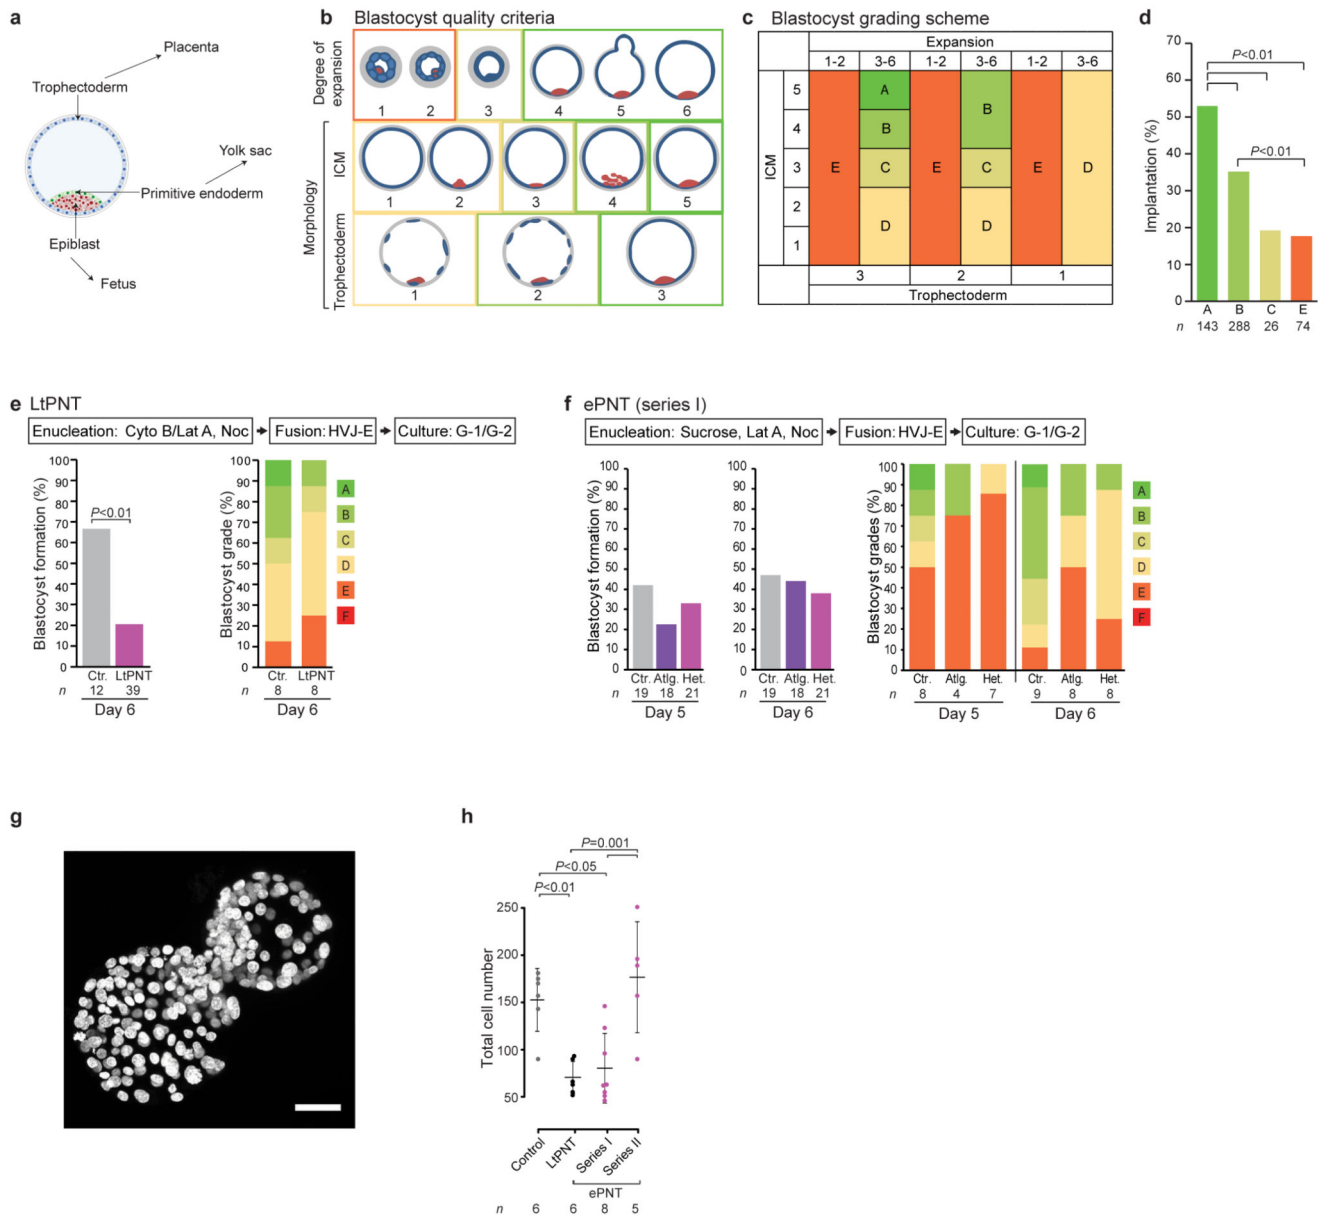 a
Placenta
Trophectoderm
Yolk sac
Primitive endoderm
Epiblast
Fetus
b Blastocyst quality criteria
Degree of expansion
1 2 3 4 5 6
Morphology
ICM
1 2 3 4 5
Trophectoderm
1 2 3
c Blastocyst grading scheme
Expansion
1-2 3-6 1-2 3-6 1-2 3-6
ICM
5
4
3
2
1
E A B C D E B C D E D
3 2 1
Trophectoderm
d
Implantation (%)
70
60
50
40
30
20
10
0
P<0.01
P<0.01
A B C E
n 143 288 26 74
e LtPNT
Enucleation: Cyto B/Lat A, Noc
Fusion: HVJ-E
Culture: G-1/G-2
Blastocyst formation (%)
100
90
80
70
60
50
40
30
20
10
0
P<0.01
Ctr. LtPNT
n 12 39
Day 6
Blastocyst grade (%)
100
90
80
70
60
50
40
30
20
10
0
Ctr. LtPNT
8 8
Day 6
A
B
C
D
E
F
f ePNT (series I)
Enucleation: Sucrose, Lat A, Noc
Fusion: HVJ-E
Culture: G-1/G-2
Blastocyst formation (%)
100
90
80
70
60
50
40
30
20
10
0
Ctr. Atlg. Het.
n 19 18 21
Day 5
100
90
80
70
60
50
40
30
20
10
0
Ctr. Atlg. Het.
19 18 21
Day 6
Blastocyst grades (%)
100
90
80
70
60
50
40
30
20
10
0
Ctr. Atlg. Het. Ctr. Atlg. Het.
n 8 4 7 9 8 8
Day 5 Day 6
A
B
C
D
E
F
g
h
P=0.001
P<0.05
P<0.01
Total cell number
250
200
150
100
50
Control
LtPNT
Series I
Series II
ePNT
n 6 6 8 5